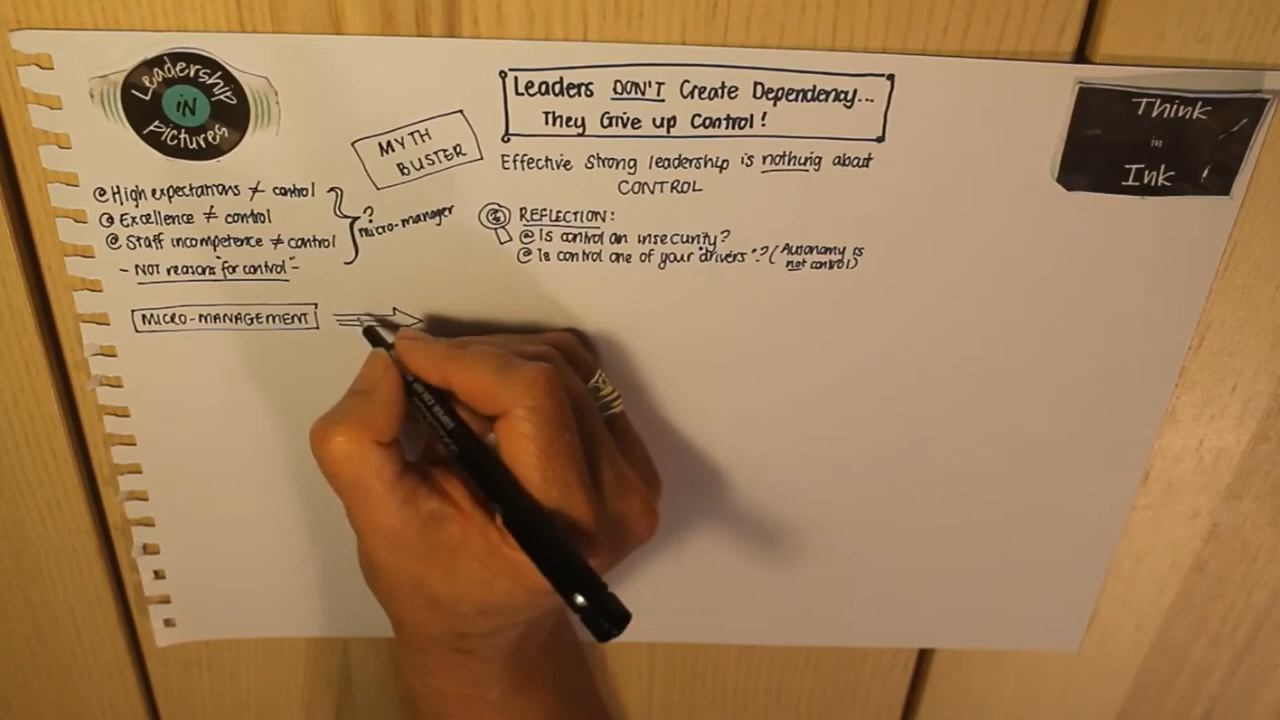 Leadership
iN
pictures
MYTH
BUSTER
Leaders DON'T Create Dependency...
They Give up Control!
Effective strong leadership is nothing about
CONTROL
Think
in
Ink
@ High expectations ≠ control
@ Excellence ≠ control
@ Staff incompetence ≠ control
- NOT reasons "for control" -
?
micro-manager
REFLECTION:
@ Is control an insecurity?
@ Is control one of your "drivers"? (Autonomy is
not control)
MICRO-MANAGEMENT